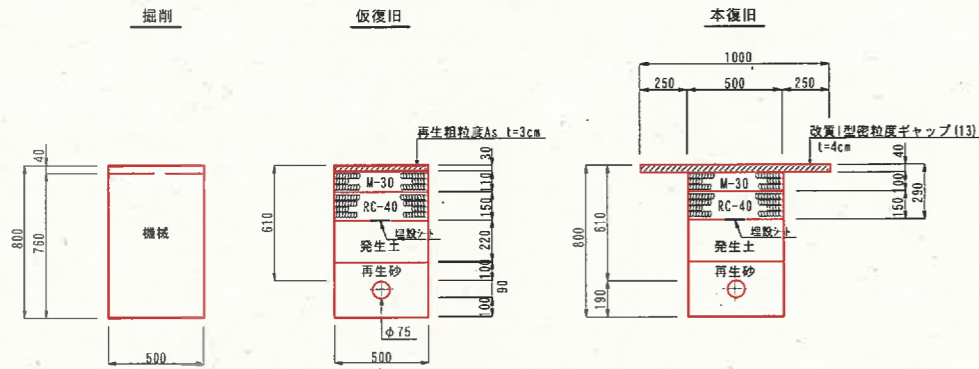 掘削
40
800
760
機械
500
仮復旧
再生粗粒度As t=3cm
30
M-30
110
RC-40
150
610
埋設シート
220
発生土
100
再生砂
90
100
φ75
500
本復旧
1000
250
500
250
改質Ⅰ型密粒度ギャップ(13)
t=4cm
40
M-30
100
290
RC-40
150
610
800
埋設シート
発生土
再生砂
190